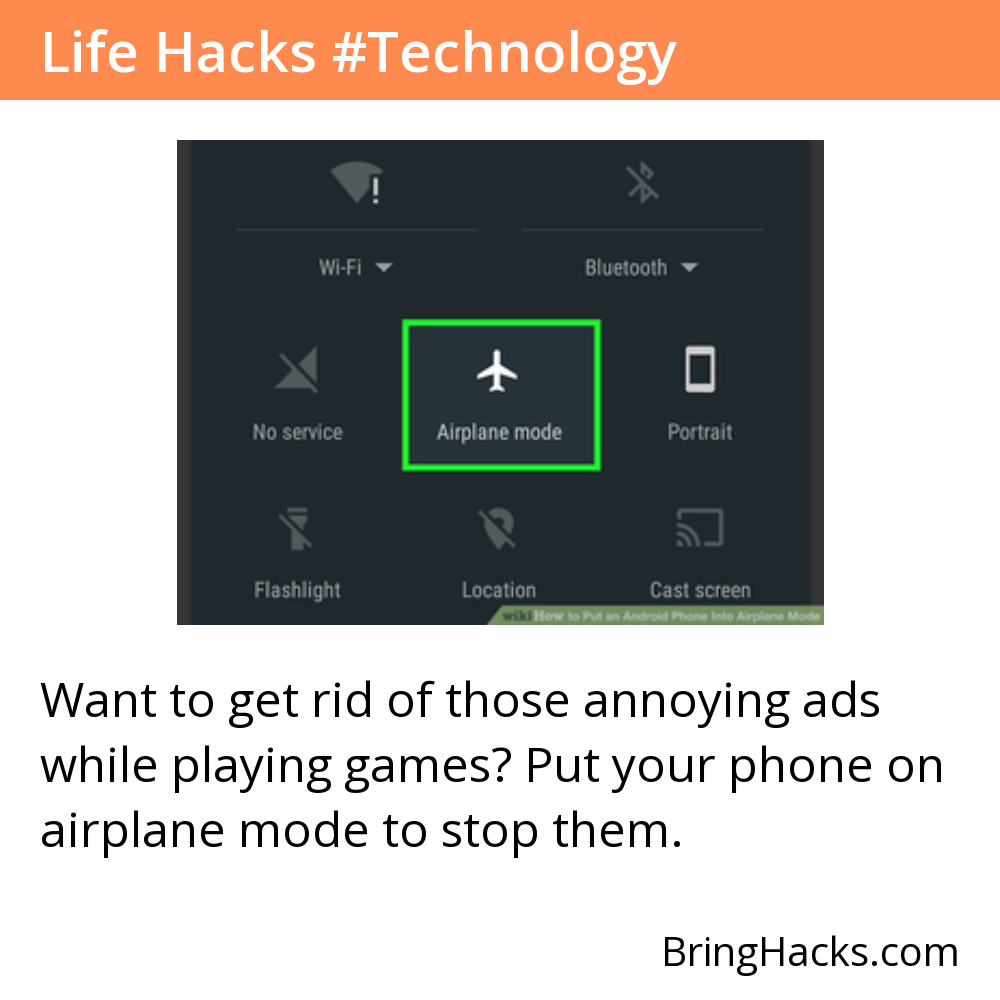 Life Hacks #Technology
!
Wi-Fi Bluetooth
No service Airplane mode Portrait
Flashlight Location Cast screen
wikiHow to Put an Android Phone Into Airplane Mode
Want to get rid of those annoying ads
while playing games? Put your phone on
airplane mode to stop them.
BringHacks.com